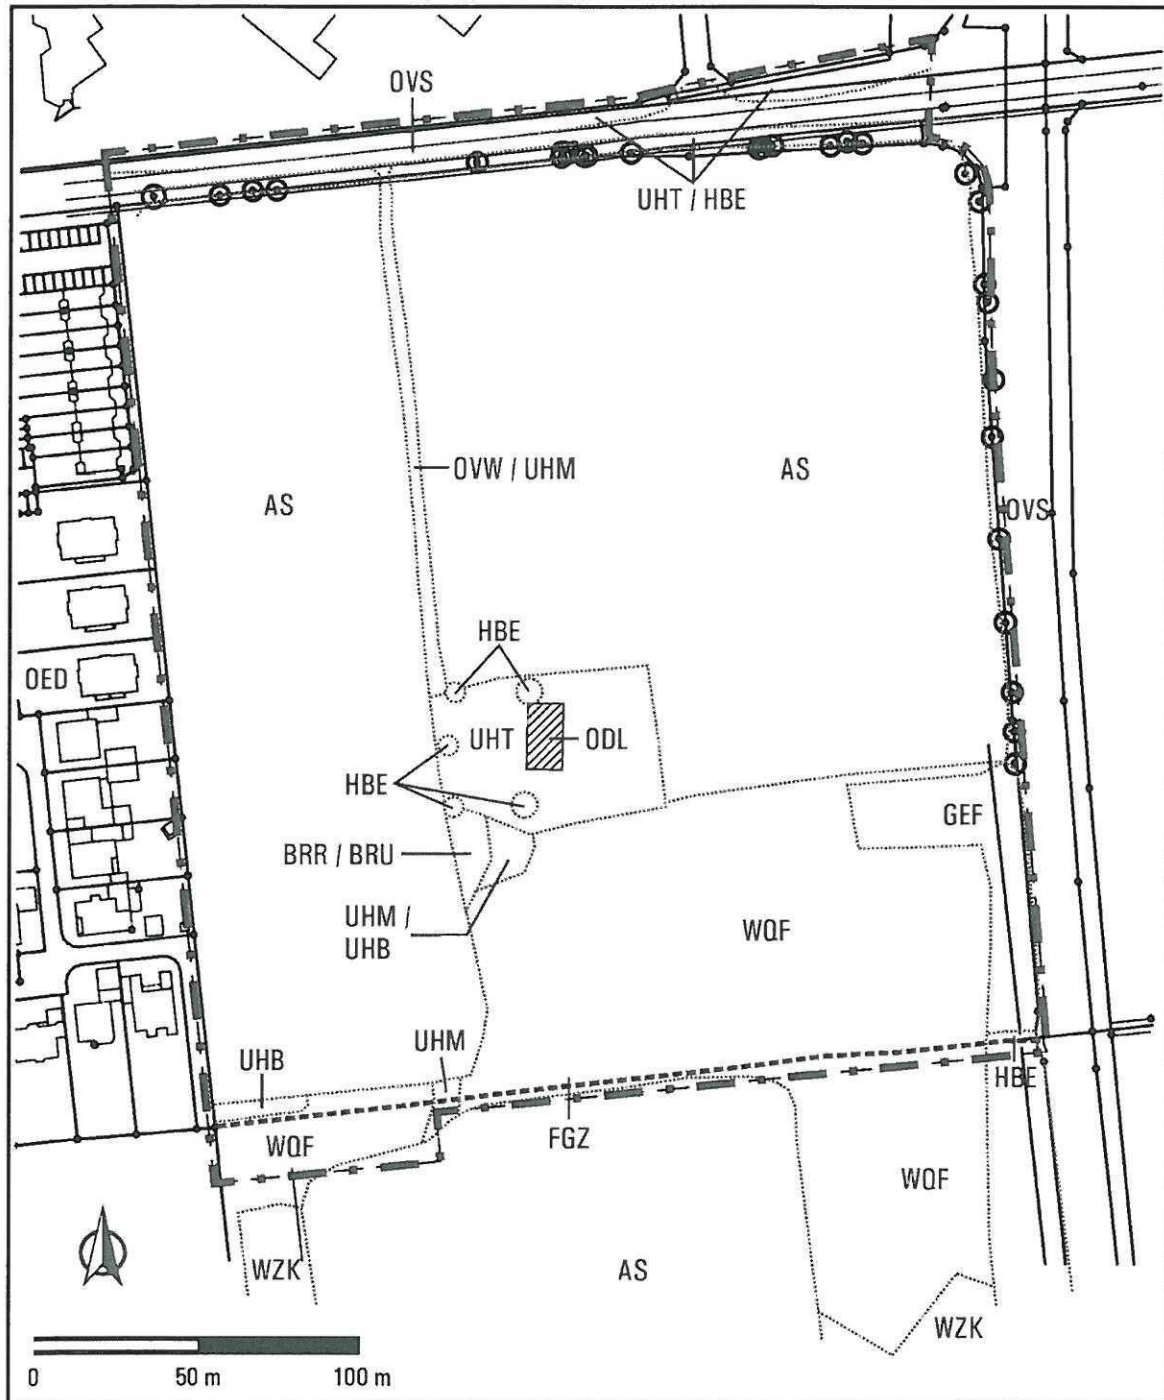 OVS
UHT / HBE
OVW / UHM
AS
AS
OVS
HBE
OED
UHT
ODL
HBE
GEF
BRR / BRU
UHM /
UHB
WQF
UHM
UHB
HBE
WQF
FGZ
WQF
WZK
AS
WZK
0
50 m
100 m